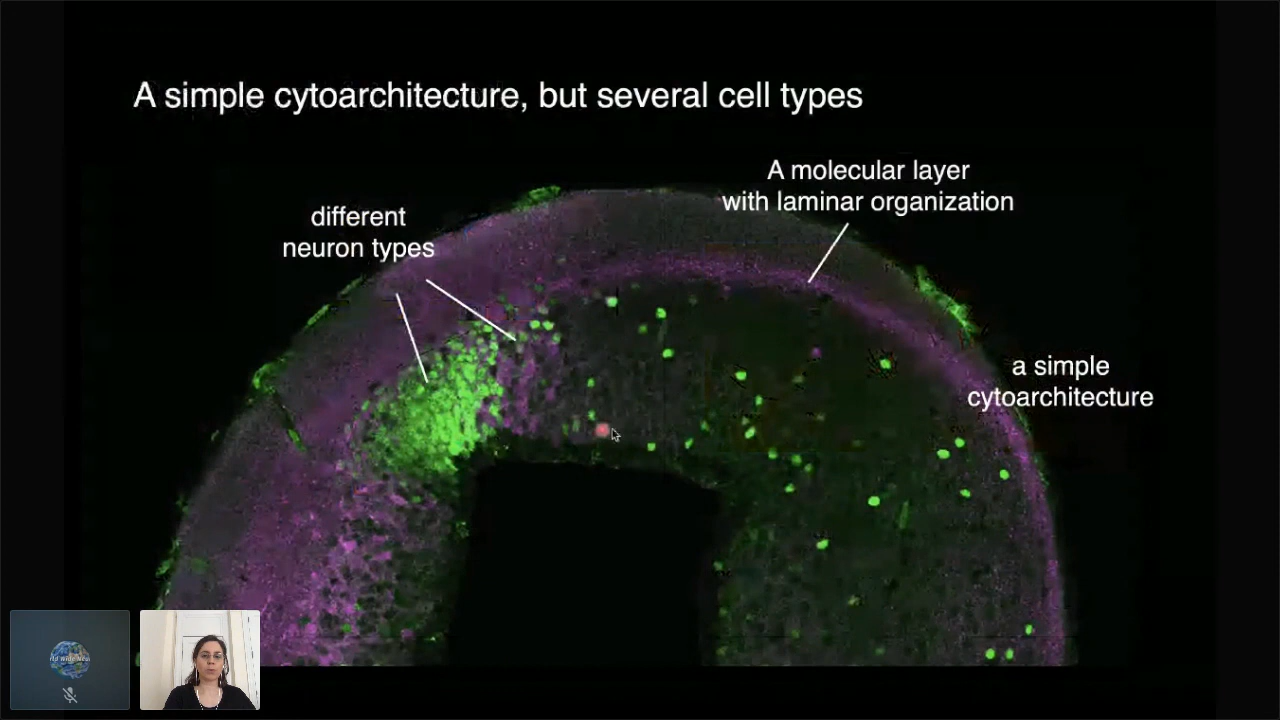 A simple cytoarchitecture, but several cell types
A molecular layer
with laminar organization
different
neuron types
a simple
cytoarchitecture